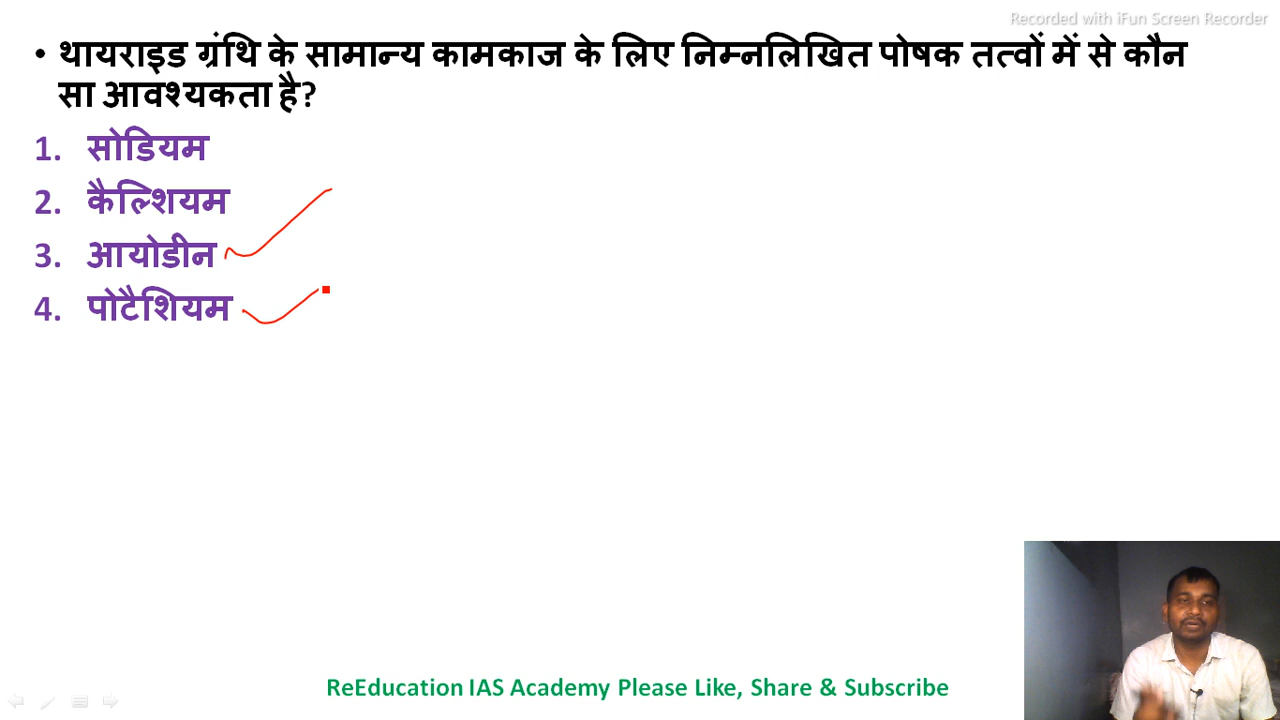 Recorded with iFun Screen Recorder
• थायराइड ग्रंथि के सामान्य कामकाज के लिए निम्नलिखित पोषक तत्वों में से कौन
सा आवश्यकता है?
1. सोडियम
2. कैल्शियम
3. आयोडीन
4. पोटैशियम
ReEducation IAS Academy Please Like, Share & Subscribe